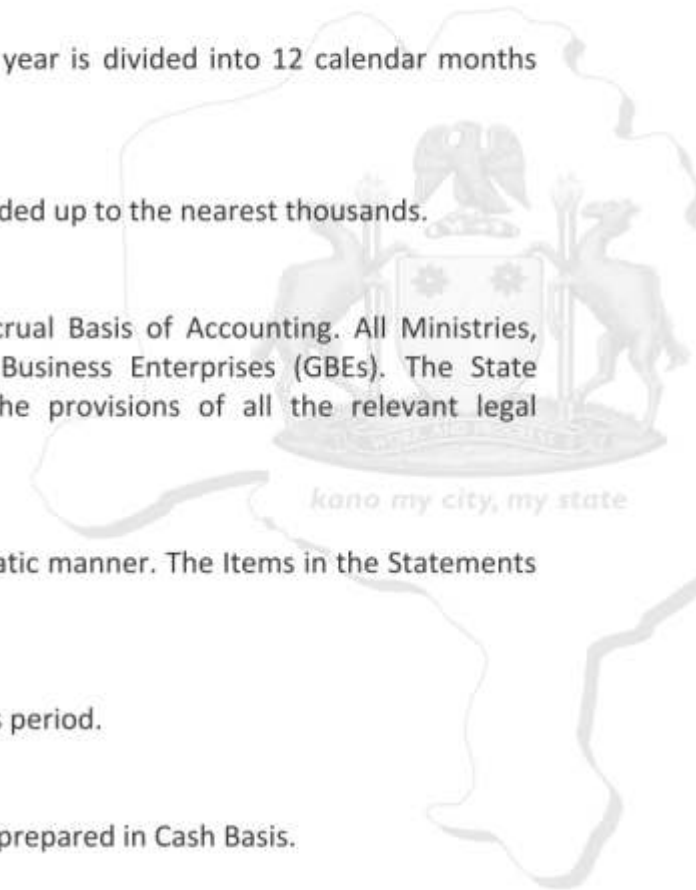 year is divided into 12 calendar months
ded up to the nearest thousands.
crual Basis of Accounting. All Ministries,
Business Enterprises (GBEs). The State
he provisions of all the relevant legal
kano my city, my state
atic manner. The Items in the Statements
s period.
prepared in Cash Basis.